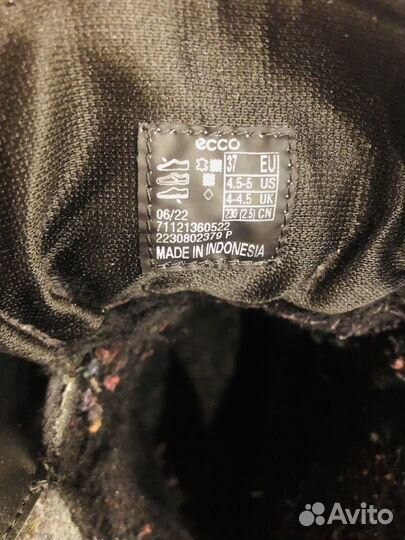 ecco
37 EU
4.5-5 US
4-4.5 UK
230 (2.5) CN
06/22
71121360522
2230802379 P
MADE IN INDONESIA
Avito